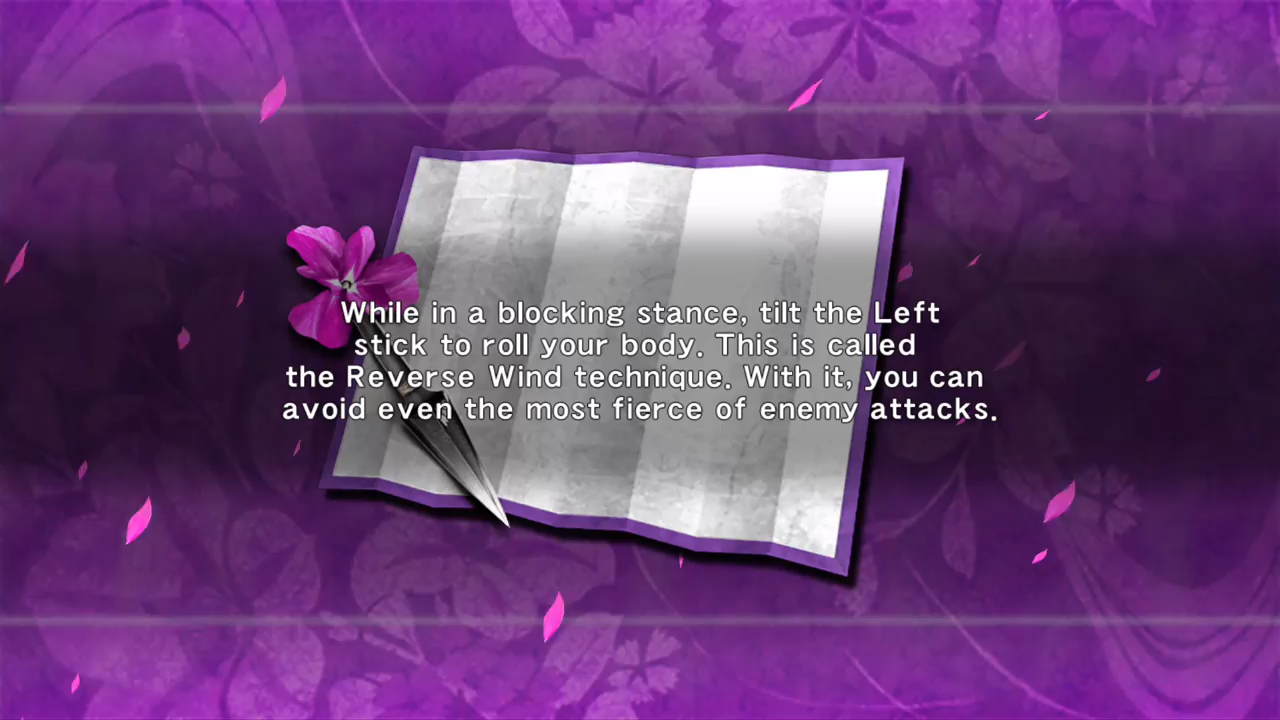 While in a blocking stance, tilt the Left
stick to roll your body. This is called
the Reverse Wind technique. With it, you can
avoid even the most fierce of enemy attacks.